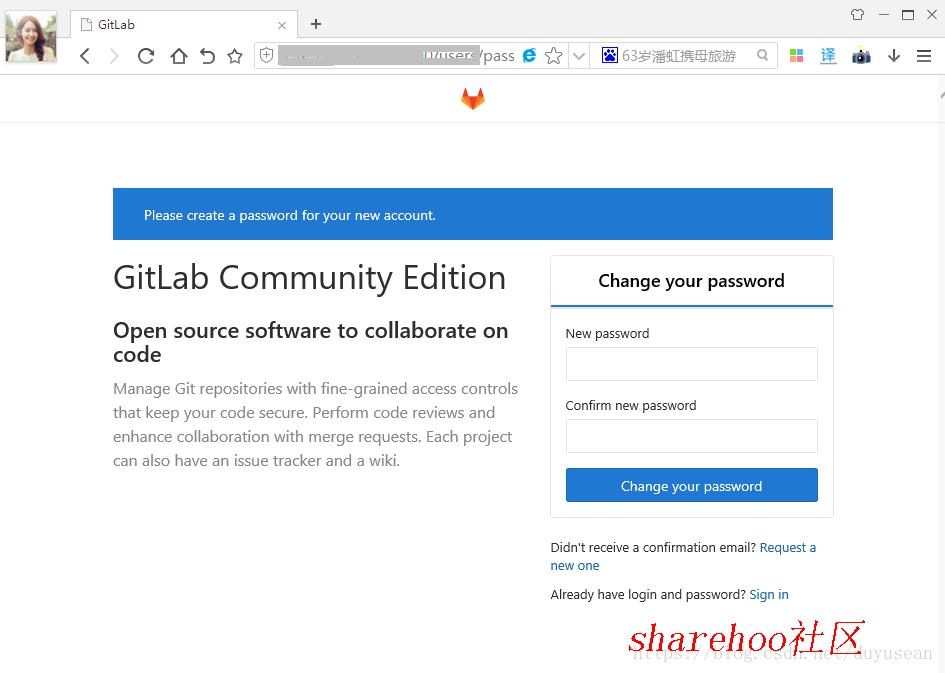 GitLab
/users/pass
63岁潘虹携母旅游
译
Please create a password for your new account.
GitLab Community Edition
Open source software to collaborate on
code
Manage Git repositories with fine-grained access controls
that keep your code secure. Perform code reviews and
enhance collaboration with merge requests. Each project
can also have an issue tracker and a wiki.
Change your password
New password
Confirm new password
Change your password
Didn't receive a confirmation email? Request a
new one
Already have login and password? Sign in
sharehoo社区
https://blog.csdn.net/duyusean